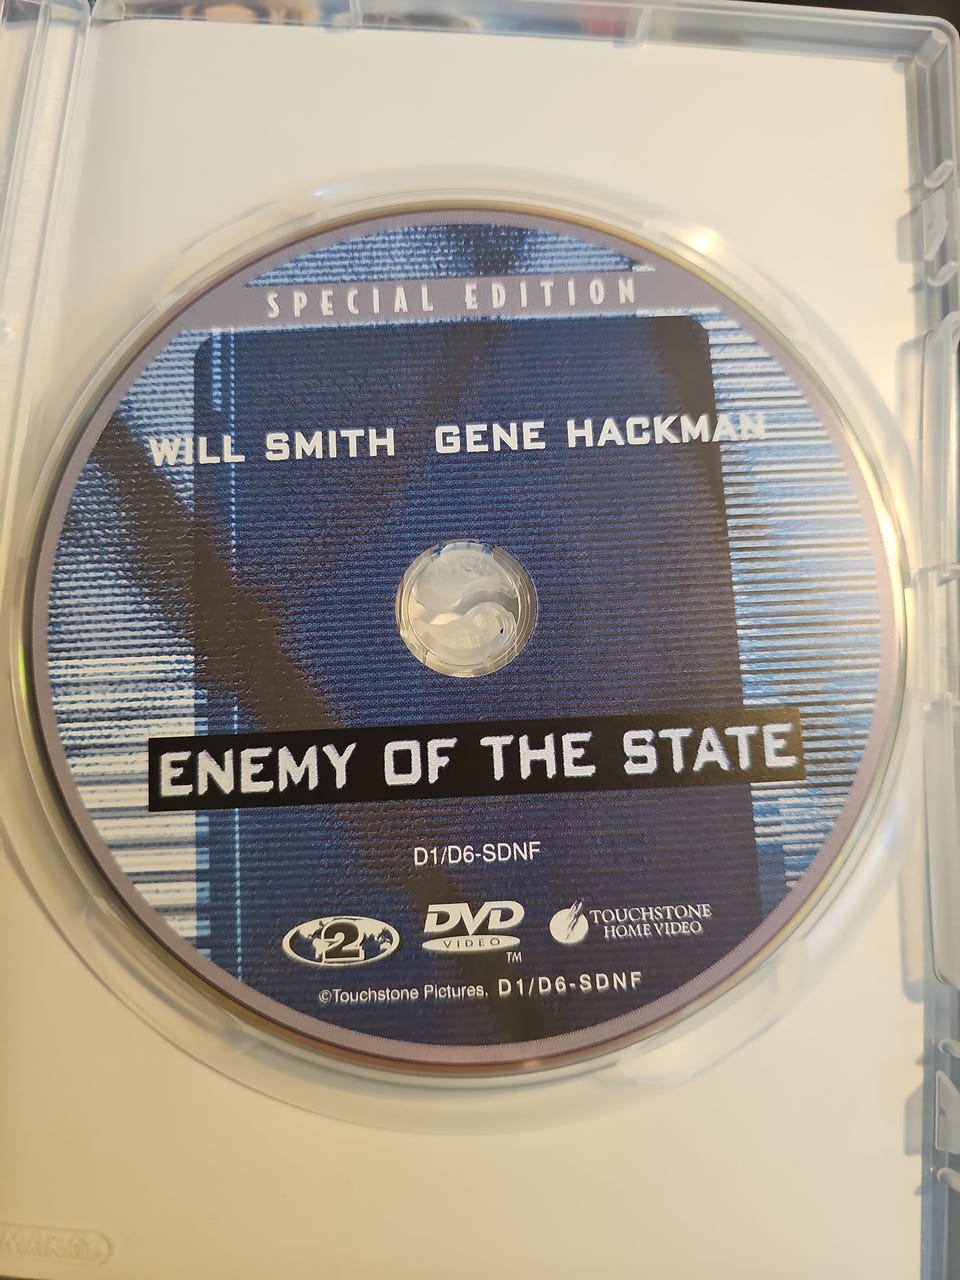 SPECIAL EDITION
WILL SMITH GENE HACKMAN
ENEMY OF THE STATE
D1/D6-SDNF
2
DVD
VIDEO
TM
TOUCHSTONE
HOME VIDEO
©Touchstone Pictures. D1/D6-SDNF